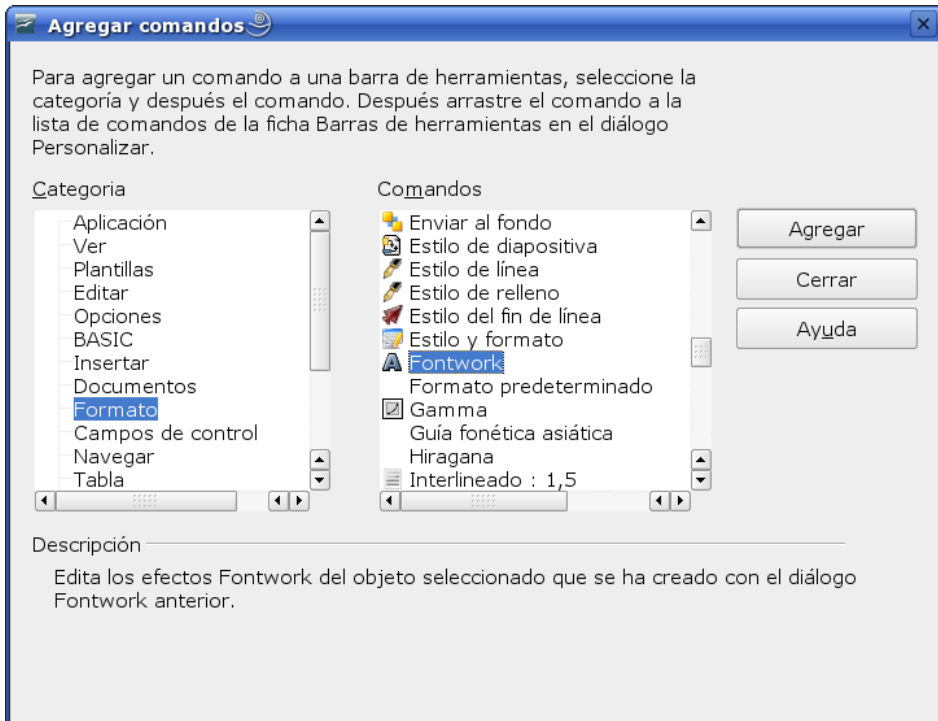 Agregar comandos
Para agregar un comando a una barra de herramientas, seleccione la
categoría y después el comando. Después arrastre el comando a la
lista de comandos de la ficha Barras de herramientas en el diálogo
Personalizar.
Categoria
Aplicación
Ver
Plantillas
Editar
Opciones
BASIC
Insertar
Documentos
Formato
Campos de control
Navegar
Tabla
Comandos
Enviar al fondo
Estilo de diapositiva
Estilo de línea
Estilo de relleno
Estilo del fin de línea
Estilo y formato
Fontwork
Formato predeterminado
Gamma
Guía fonética asiática
Hiragana
Interlineado : 1,5
Agregar
Cerrar
Ayuda
Descripción
Edita los efectos Fontwork del objeto seleccionado que se ha creado con el diálogo
Fontwork anterior.